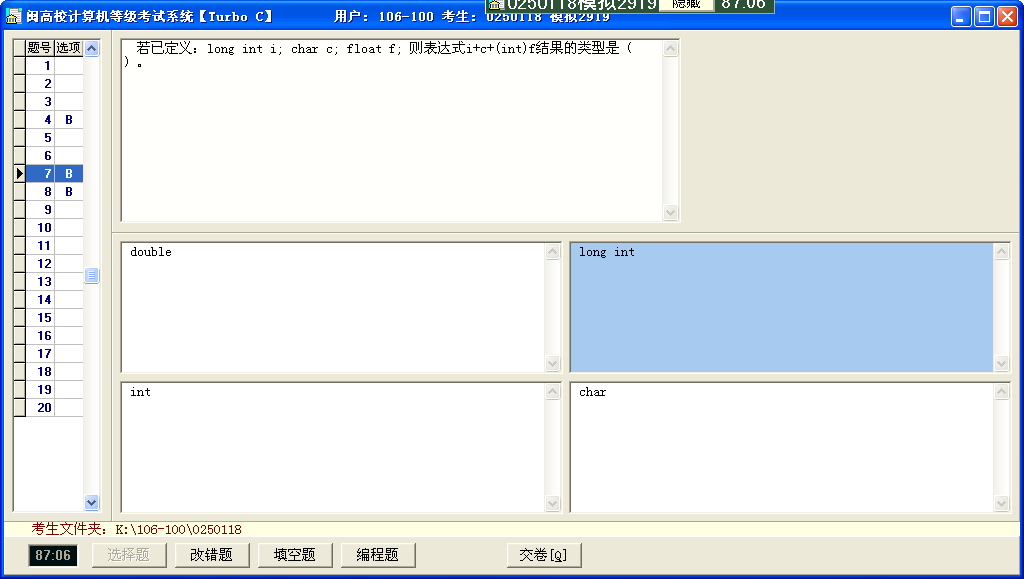 0250118模拟2919 隐藏 87:06
闽高校计算机等级考试系统【Turbo C】 用户: 106-100 考生: 0250118 模拟2919
题号 选项
1
2
3
4 B
5
6
7 B
8 B
9
10
11
12
13
14
15
16
17
18
19
20
若已定义: long int i; char c; float f; 则表达式i+c+(int)f结果的类型是 (
) 。
double
long int
int
char
考生文件夹: K:\106-100\0250118
87:06 选择题 改错题 填空题 编程题 交卷[Q]